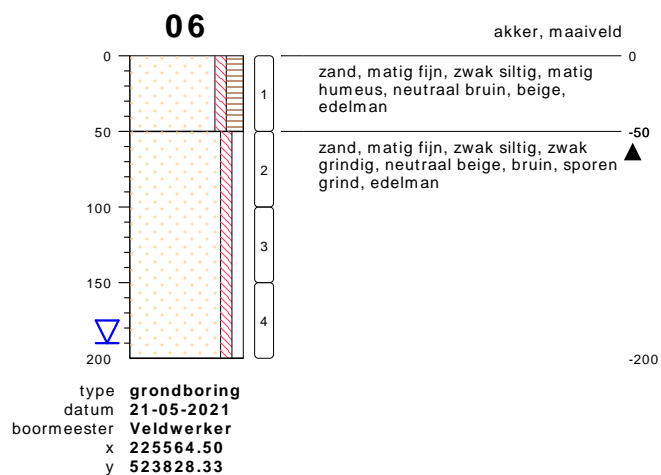 06
akker, maaiveld
0
0
zand, matig fijn, zwak siltig, matig
humeus, neutraal bruin, beige,
edelman
1
50
-50
zand, matig fijn, zwak siltig, zwak
grindig, neutraal beige, bruin, sporen
grind, edelman
2
100
3
150
4
200
-200
type grondboring
datum 21-05-2021
boormeester Veldwerker
x 225564.50
y 523828.33